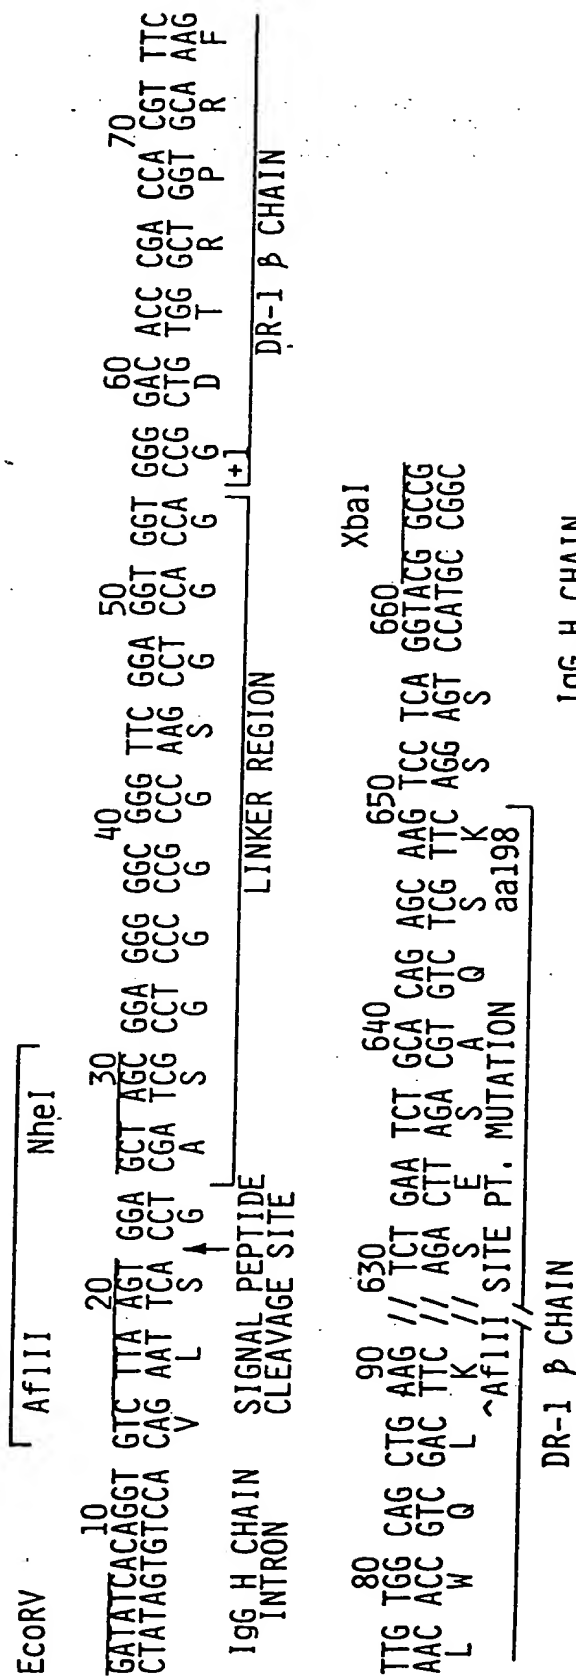 EcoRV AflII NheI
10 20 30 40 50 60 70
GATATCACAGGT GTC TTA AGT GGA GCT AGC GGA GGG GGC GGG TTC GGA GGT GGT GGG GAC ACC CGA CCA CGT TTC
CTATAGTGTCCA CAG AAT TCA CCT CGA TCG CCT CCC CCG CCC AAG CCT CCA CCA CCG CTG TGG GCT GGT GCA AAG
V L S G A S G G G G S G G G G D T R P R F
[+1
IgG H CHAIN INTRON
SIGNAL PEPTIDE CLEAVAGE SITE
LINKER REGION
DR-1 β CHAIN
XbaI
80 90 630 640 650 660
TTG TGG CAG CTG AAG // TCT GAA TCT GCA CAG AGC AAG TCC TCA GGTACG GCCG
AAC ACC GTC GAC TTC // AGA CTT AGA CGT GTC TCG TTC AGG AGT CCATGC CGGC
L W Q L K // S E S A Q S K S S
^AflII SITE PT. MUTATION
aa198
DR-1 β CHAIN
IgG H CHAIN